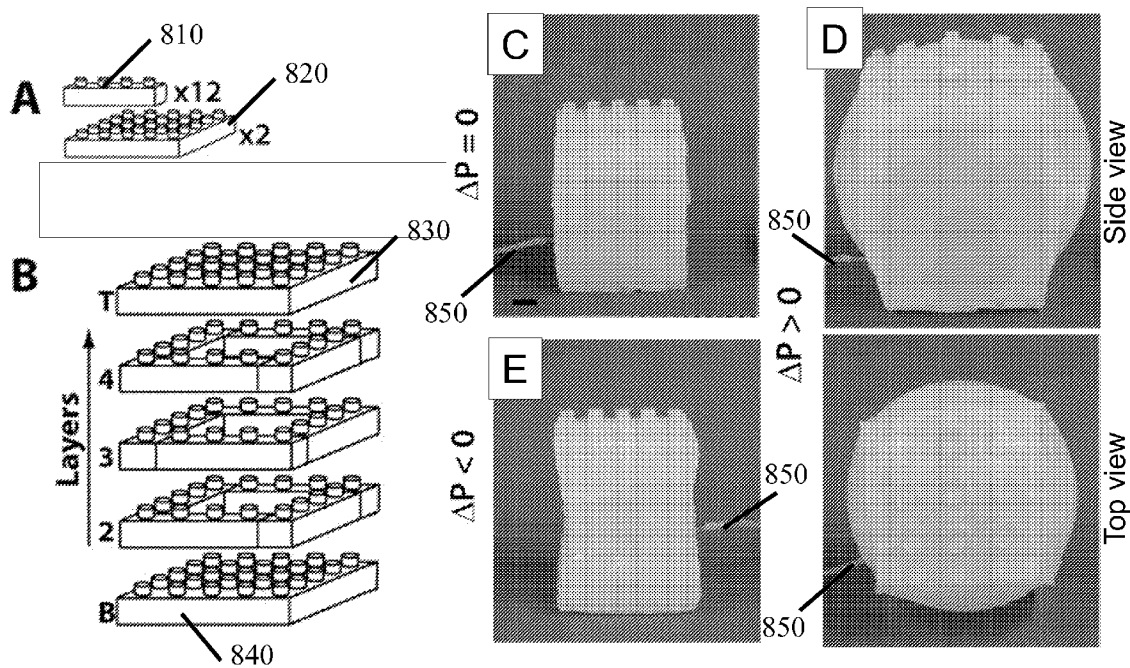 A
810
x12
820
x2
B
830
T
4
3
2
B
Layers
840
C
ΔP = 0
850
D
850
Side view
E
ΔP < 0
850
ΔP > 0
850
Top view